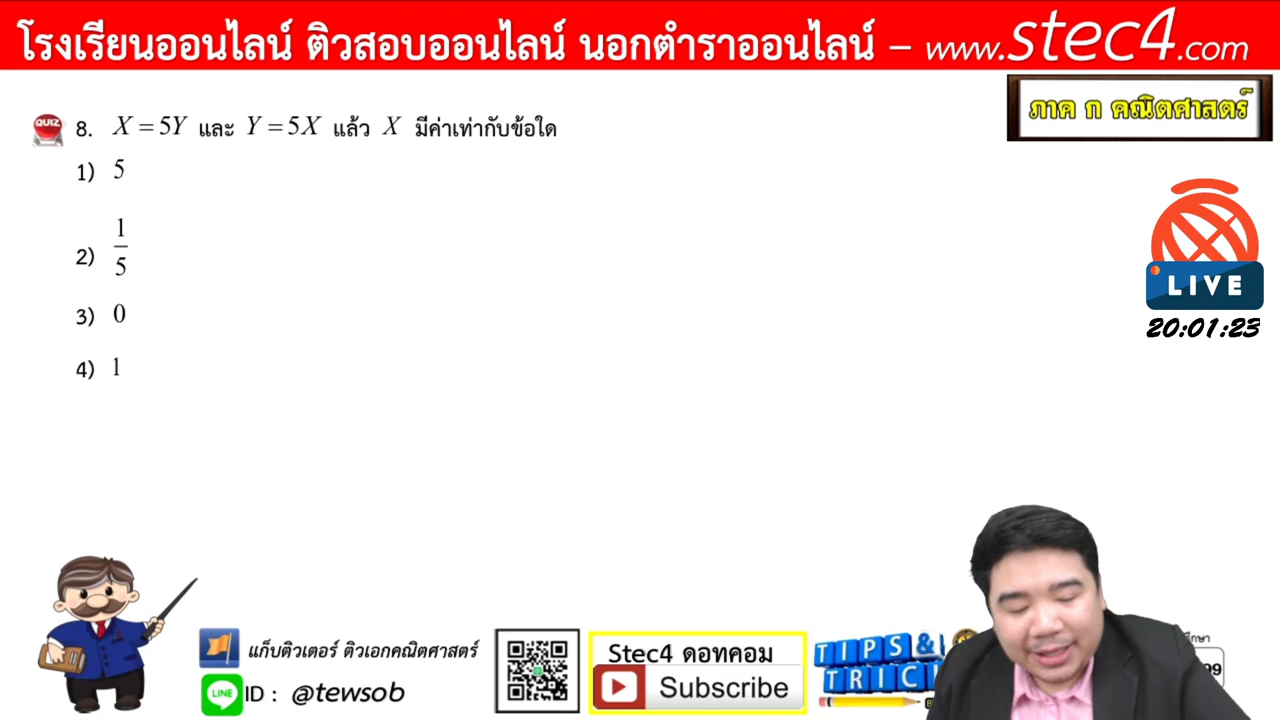 โรงเรียนออนไลน์ ติวสอบออนไลน์ นอกตำราออนไลน์ – www.stec4.com
ภาค ก คณิตศาสตร์
QUIZ 8. X = 5Y และ Y = 5X แล้ว X มีค่าเท่ากับข้อใด
1) 5
2) 1/5
3) 0
4) 1
LIVE
20:01:23
แก็บติวเตอร์ ติวเอกคณิตศาสตร์
LINE ID : @tewsob
Stec4 ดอทคอม
Subscribe
TIPS &
TRIC